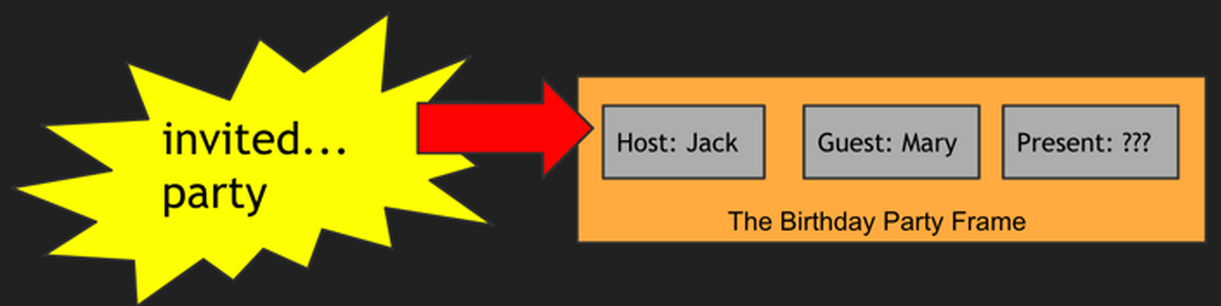 invited...
party
Host: Jack
Guest: Mary
Present: ???
The Birthday Party Frame